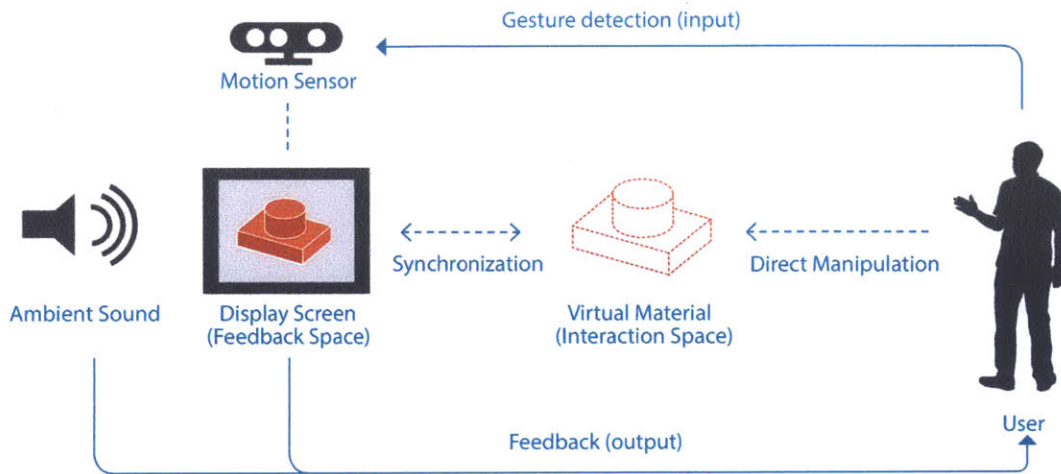 Gesture detection (input)
Motion Sensor
Synchronization
Direct Manipulation
Ambient Sound
Display Screen
(Feedback Space)
Virtual Material
(Interaction Space)
User
Feedback (output)